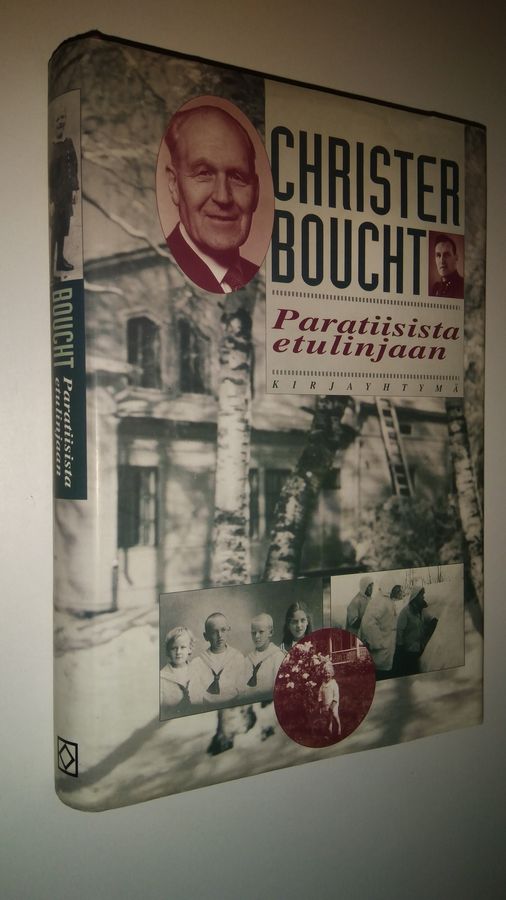 CHRISTER
BOUCHT
Paratiisista
etulinjaan
KIRJAYHTYMÄ
BOUCHT
Paratiisista
etulinjaan